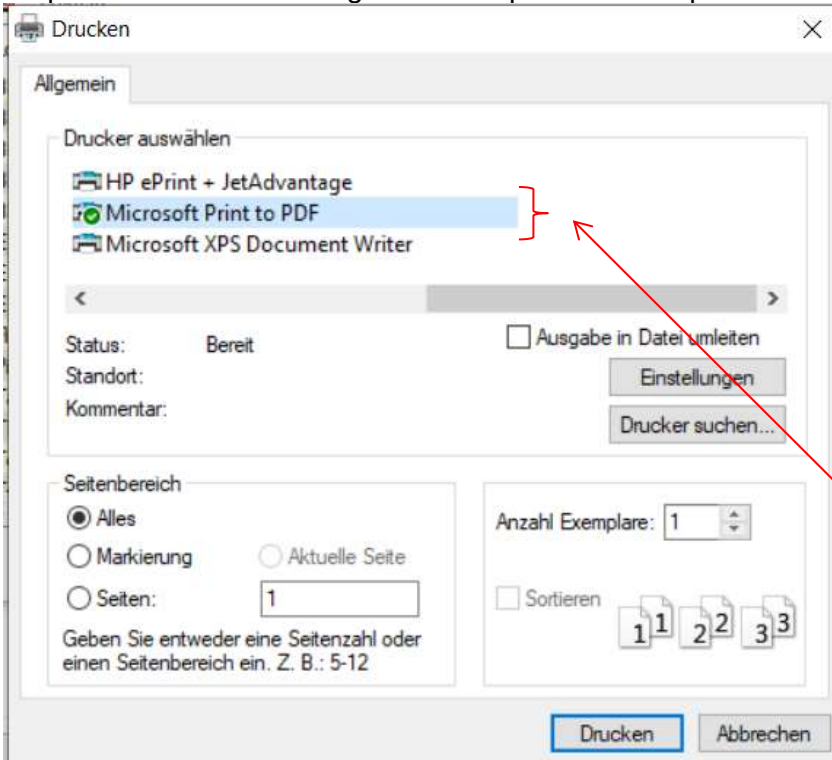 Drucken
Allgemein
Drucker auswählen
HP ePrint + JetAdvantage
Microsoft Print to PDF
Microsoft XPS Document Writer
Status: Bereit
Ausgabe in Datei umleiten
Standort:
Einstellungen
Kommentar:
Drucker suchen...
Seitenbereich
Alles
Anzahl Exemplare: 1
Markierung Aktuelle Seite
Seiten: 1
Sortieren
1 1 2 2 3 3
Geben Sie entweder eine Seitenzahl oder
einen Seitenbereich ein. Z. B.: 5-12
Drucken Abbrechen